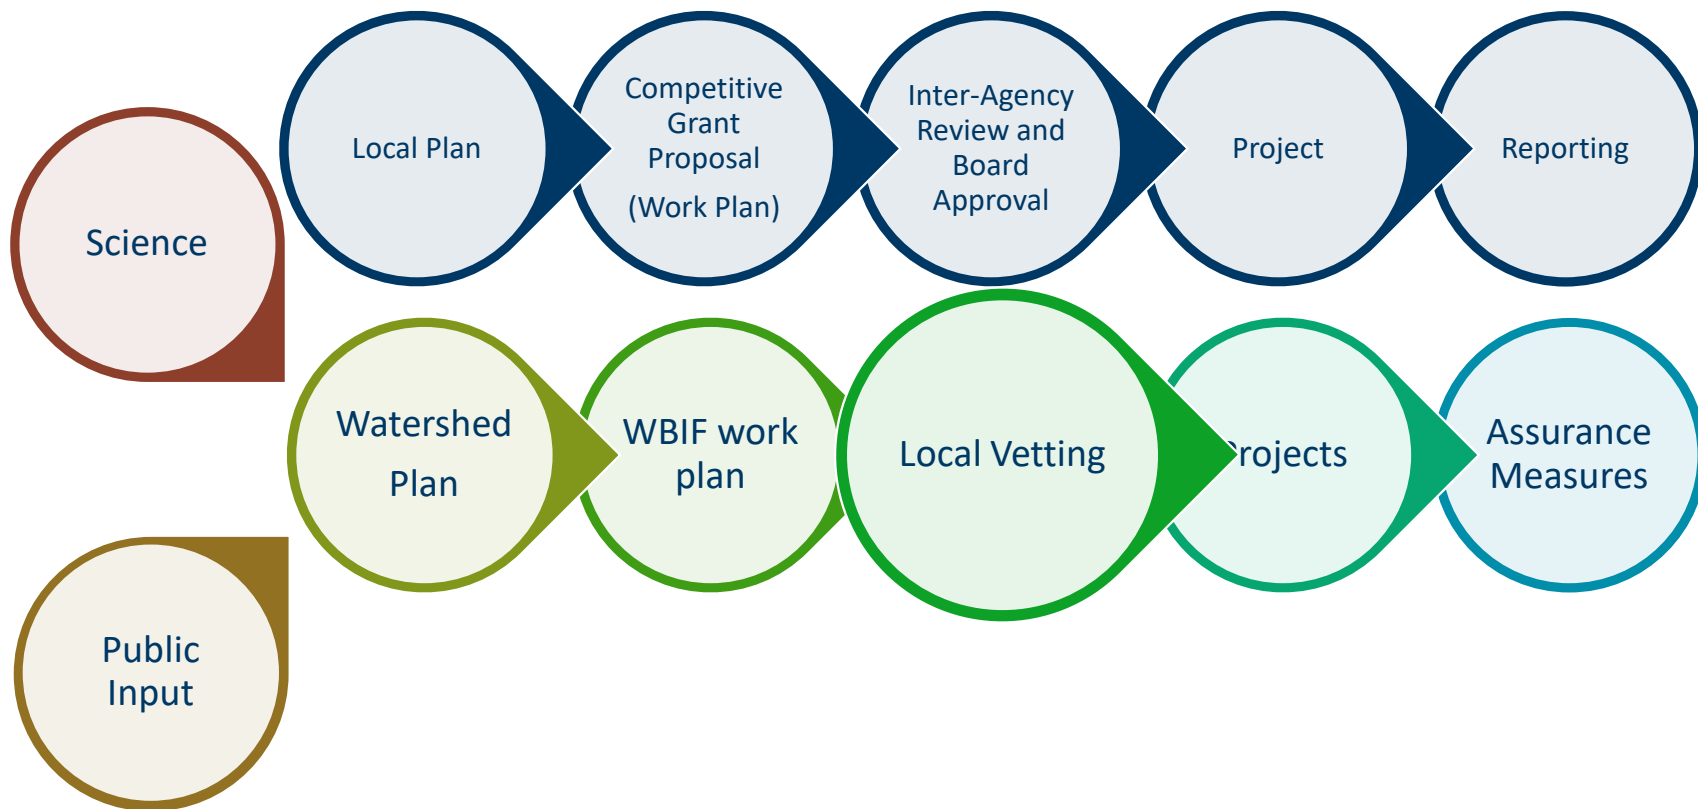 Science
Local Plan
Competitive
Grant
Proposal
(Work Plan)
Inter-Agency
Review and
Board
Approval
Project
Reporting
Watershed
Plan
WBIF work
plan
Local Vetting
rojects
Assurance
Measures
Public
Input